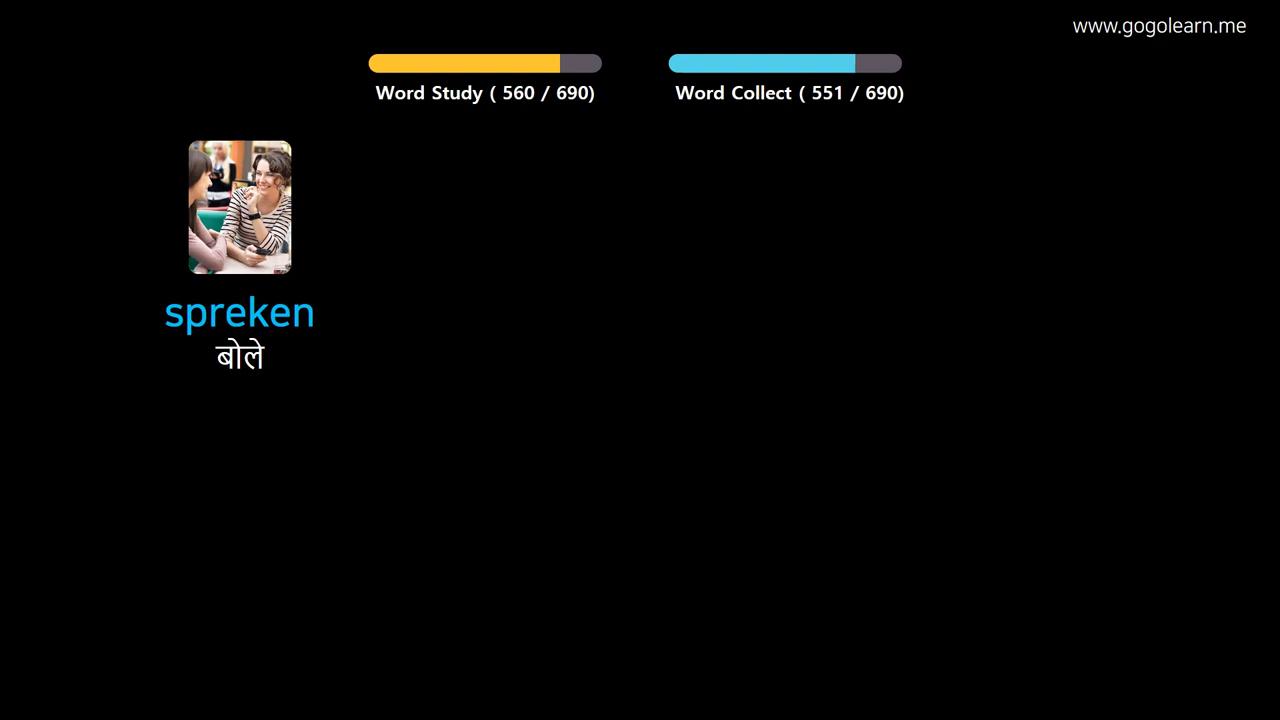 www.gogolearn.me
Word Study ( 560 / 690)
Word Collect ( 551 / 690)
spreken
बोले